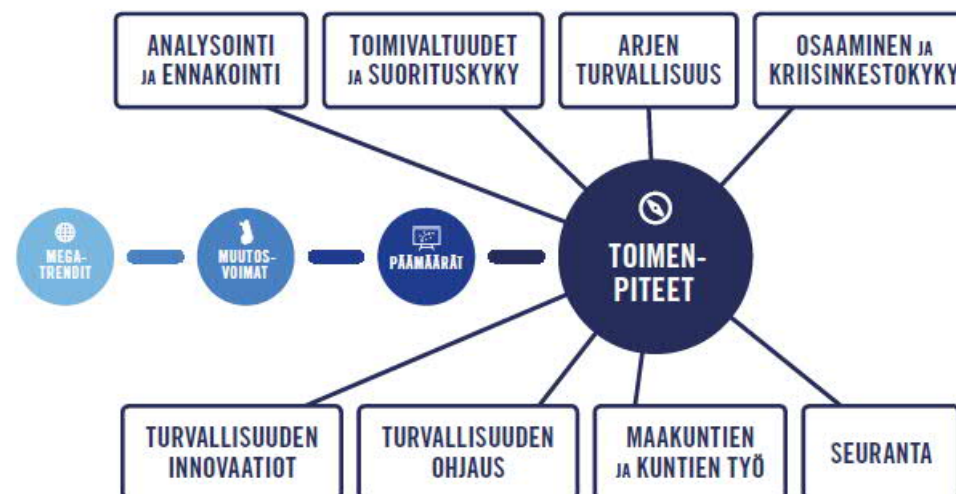 ANALYSOINTI
JA ENNAKOINTI
TOIMIVALTUUDET
JA SUORITUSKYKY
ARJEN
TURVALLISUUS
OSAAMINEN JA
KRIISINKESTOKYKY
MEGA-
TRENDIT
MUUTOS-
VOIMAT
PÄÄMÄÄRÄT
TOIMEN-
PITEET
TURVALLISUUDEN
INNOVAATIOT
TURVALLISUUDEN
OHJAUS
MAAKUNTIEN
JA KUNTIEN TYÖ
SEURANTA